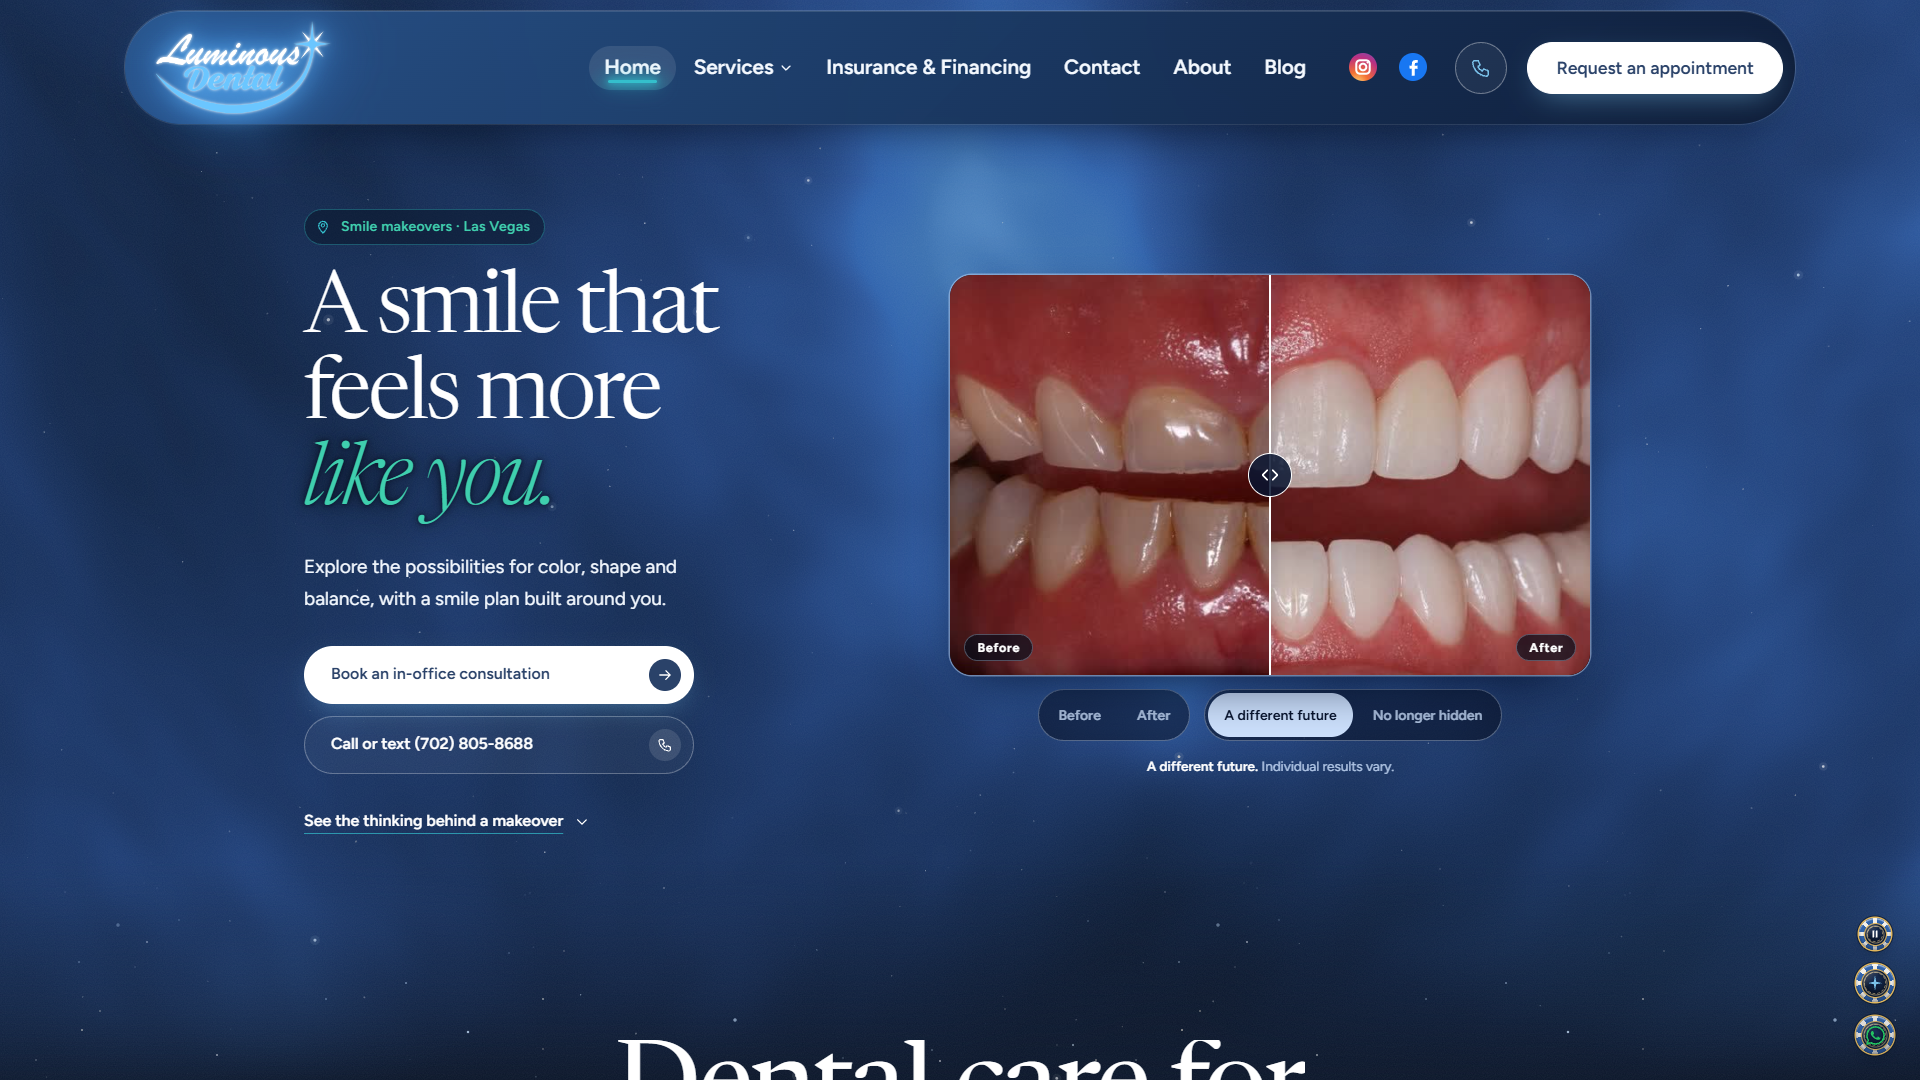 Luminous
Dental
Home
Services
Insurance & Financing
Contact
About
Blog
Request an appointment
Smile makeovers · Las Vegas
A smile that
feels more
like you.
Explore the possibilities for color, shape and
balance, with a smile plan built around you.
Book an in-office consultation
Call or text (702) 805-8688
See the thinking behind a makeover
Before
After
Before
After
A different future
No longer hidden
A different future. Individual results vary.
Dental care for